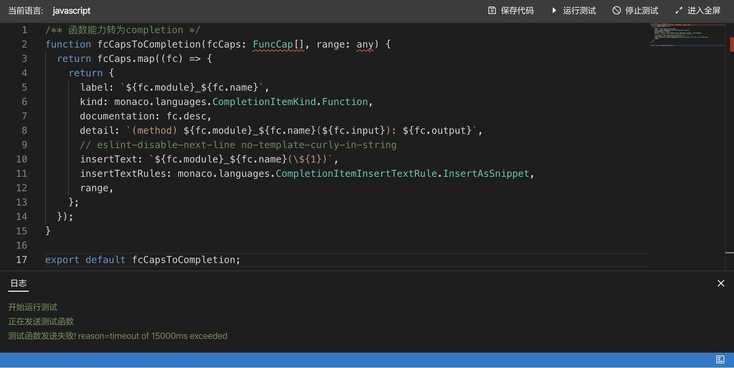 当前语言: javascript 保存代码 运行测试 停止测试 进入全屏
1 /** 函数能力转为completion */
2 function fcCapsToCompletion(fcCaps: FuncCap[], range: any) {
3 return fcCaps.map((fc) => {
4 return {
5 label: `${fc.module}_${fc.name}`,
6 kind: monaco.languages.CompletionItemKind.Function,
7 documentation: fc.desc,
8 detail: `(method) ${fc.module}_${fc.name}(${fc.input}): ${fc.output}`,
9 // eslint-disable-next-line no-template-curly-in-string
10 insertText: `${fc.module}_${fc.name}(\${1})`,
11 insertTextRules: monaco.languages.CompletionItemInsertTextRule.InsertAsSnippet,
12 range,
13 };
14 });
15 }
16
17 export default fcCapsToCompletion;
日志
开始运行测试
正在发送测试函数
测试函数发送失败! reason=timeout of 15000ms exceeded